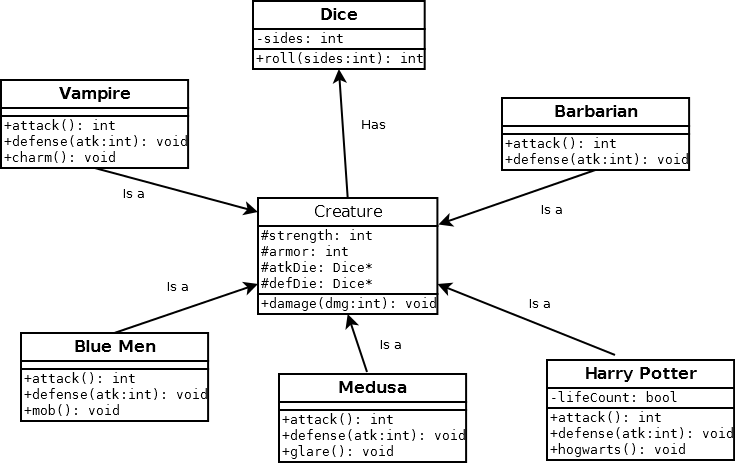 Dice
-sides: int
+roll(sides:int): int
Vampire
+attack(): int
+defense(atk:int): void
+charm(): void
Has
Barbarian
+attack(): int
+defense(atk:int): void
Is a
Is a
Creature
#strength: int
#armor: int
#atkDie: Dice*
#defDie: Dice*
+damage(dmg:int): void
Is a
Is a
Is a
Blue Men
+attack(): int
+defense(atk:int): void
+mob(): void
Medusa
+attack(): int
+defense(atk:int): void
+glare(): void
Harry Potter
-lifeCount: bool
+attack(): int
+defense(atk:int): void
+hogwarts(): void